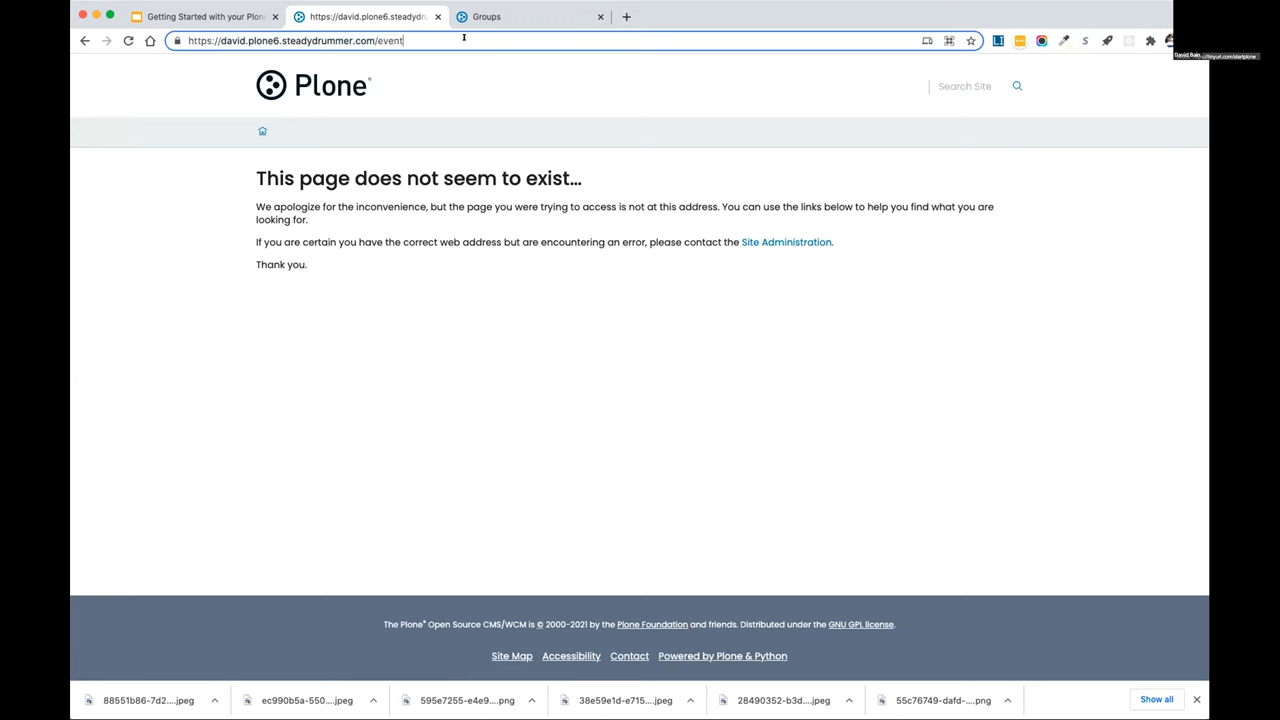 Getting Started with your Plon
https://david.plone6.steadydru
Groups
https://david.plone6.steadydrummer.com/event
David Bain
Plone®
Search Site
This page does not seem to exist...
We apologize for the inconvenience, but the page you were trying to access is not at this address. You can use the links below to help you find what you are
looking for.
If you are certain you have the correct web address but are encountering an error, please contact the Site Administration.
Thank you.
The Plone® Open Source CMS/WCM is © 2000-2021 by the Plone Foundation and friends. Distributed under the GNU GPL license.
Site Map Accessibility Contact Powered by Plone & Python
88551b86-7d2....jpeg
ec990b5a-550....jpeg
595e7255-e4e9....png
38e59e1d-e715....jpeg
28490352-b3d....jpeg
55c76749-dafd-....png
Show all